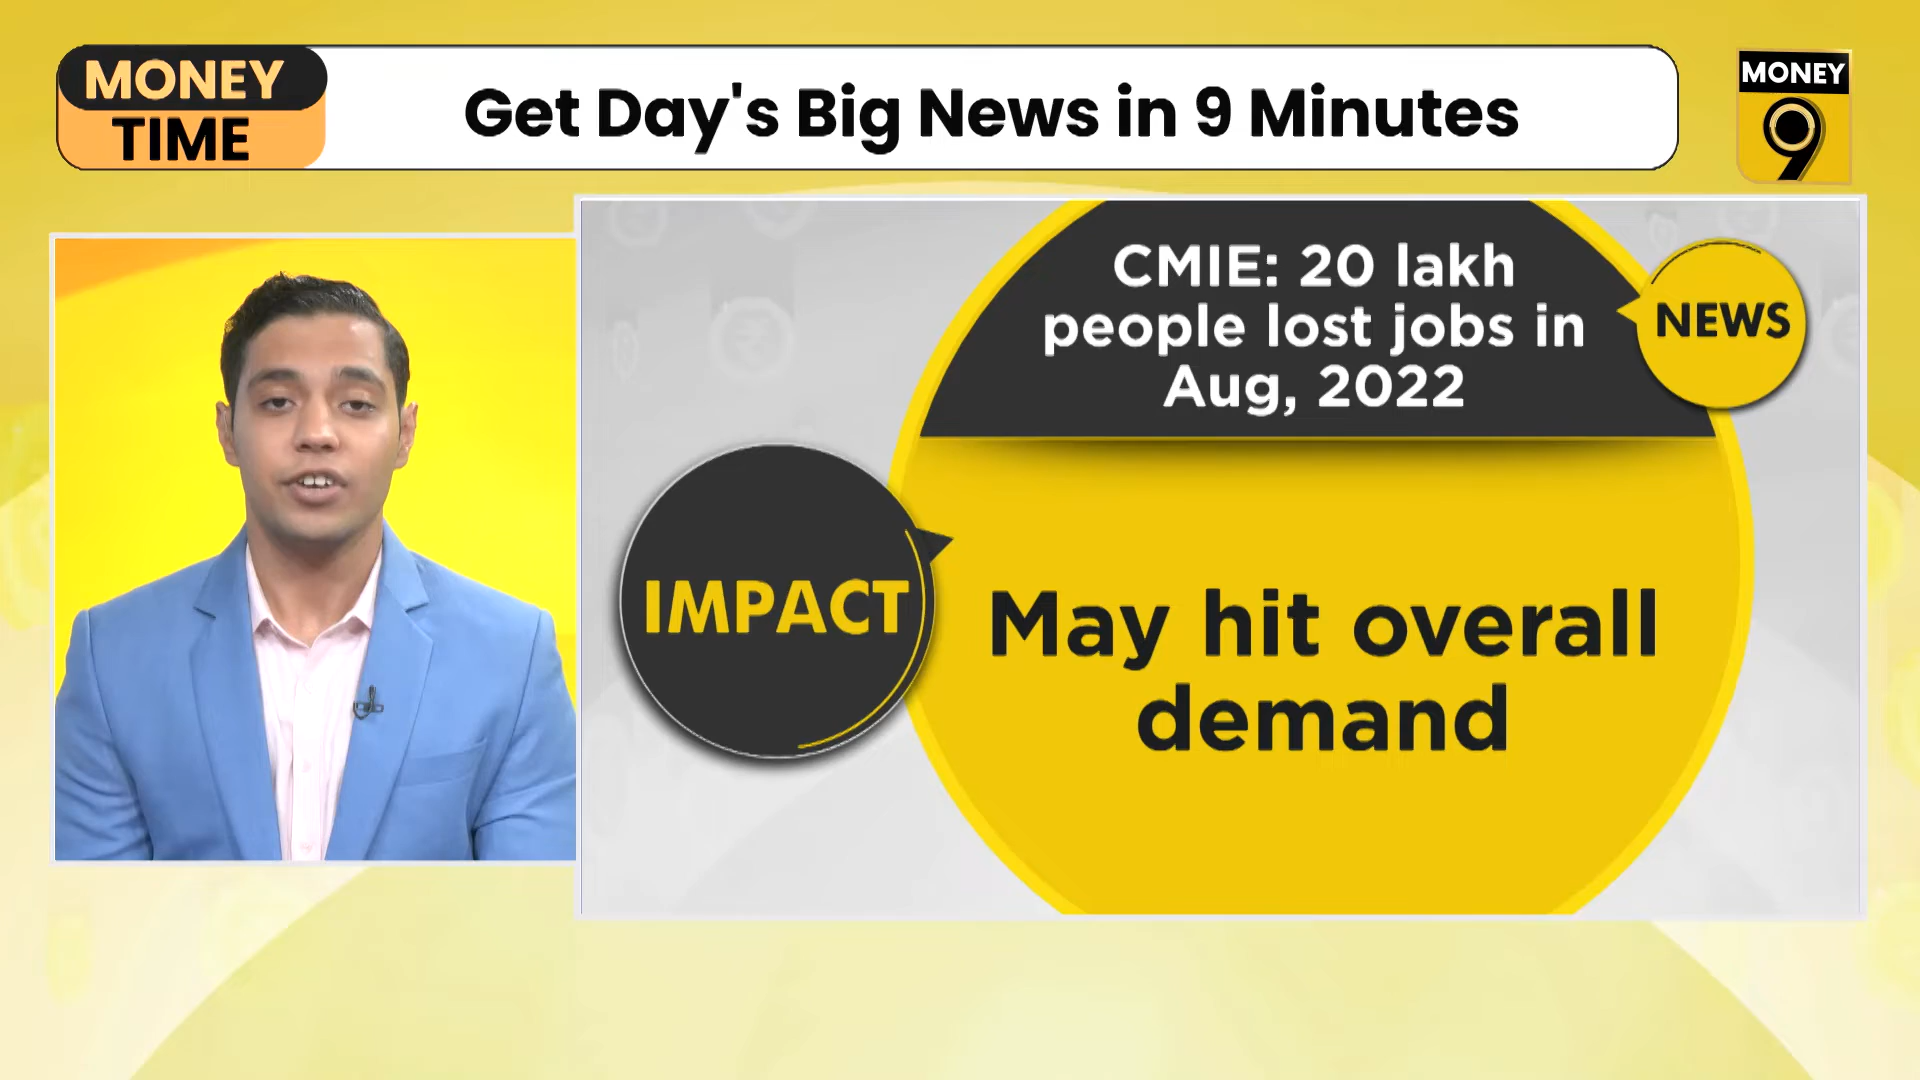 MONEY
TIME
Get Day's Big News in 9 Minutes
MONEY
9
CMIE: 20 lakh
people lost jobs in
Aug, 2022
NEWS
IMPACT
May hit overall
demand